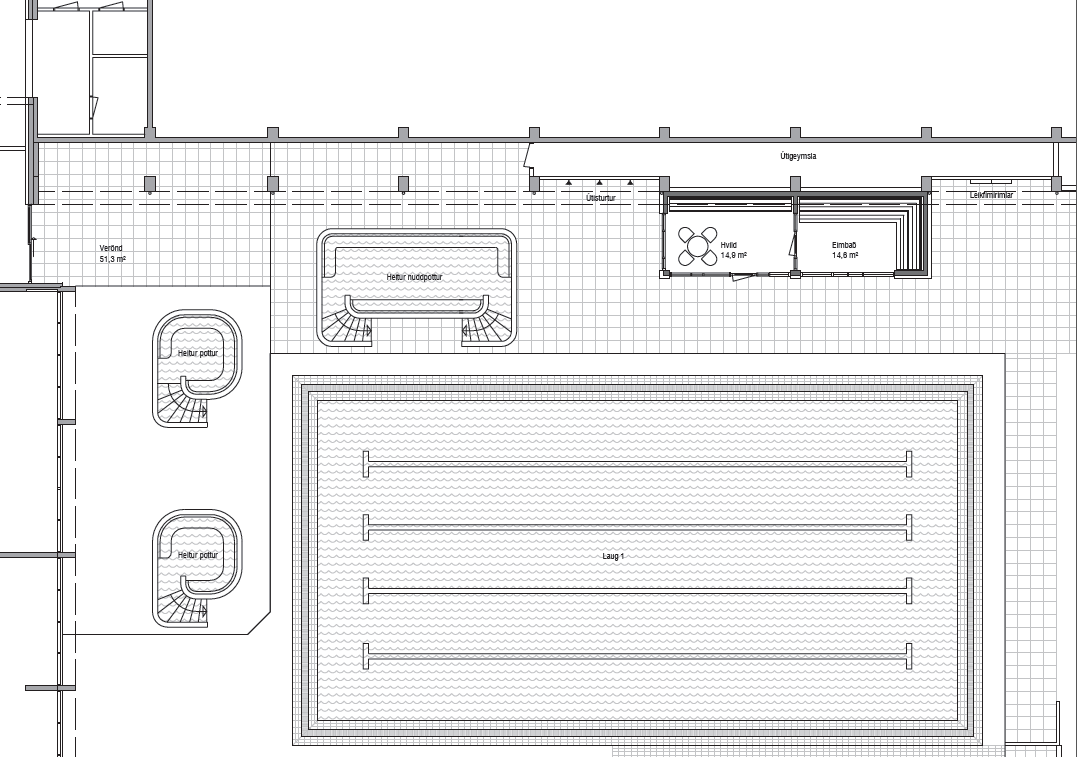 Útigeymsla
Leikfimirimlar
Útisturtur
Verönd
51,3 m²
Hvíld
14,9 m²
Eimbað
14,6 m²
Heitur nuddpottur
Heitur pottur
Heitur pottur
Laug 1